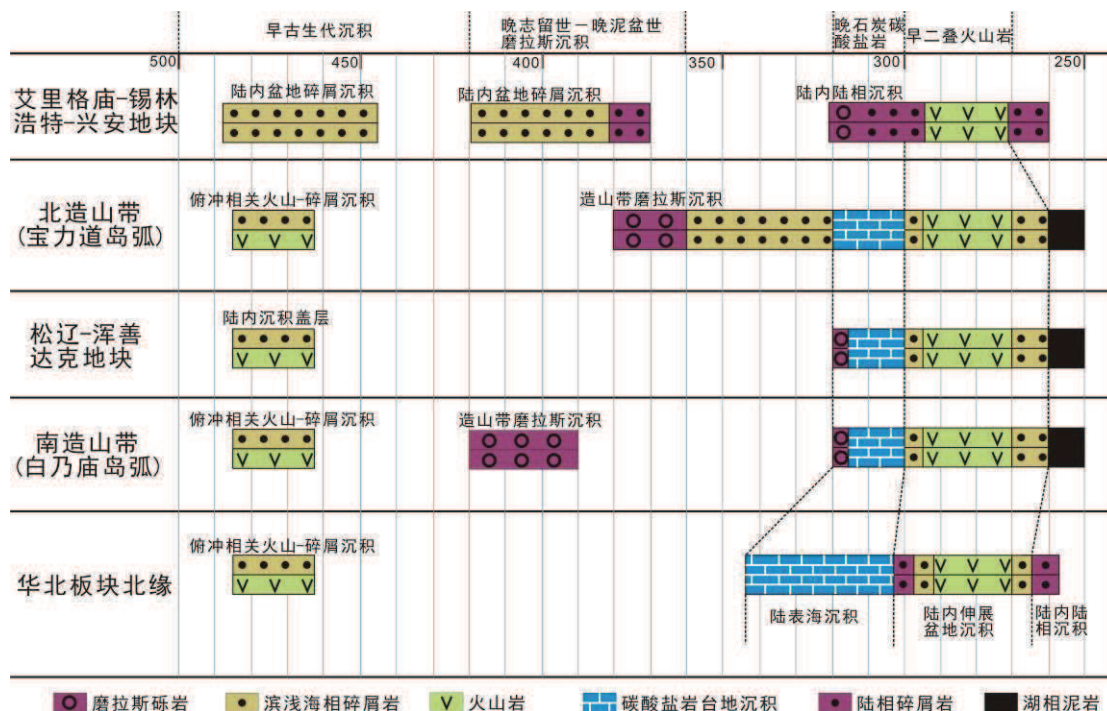 早古生代沉积
晚志留世-晚泥盆世
磨拉斯沉积
晚石炭碳
酸盐岩
早二叠火山岩
500
450
400
350
300
250
艾里格庙-锡林
浩特-兴安地块
陆内盆地碎屑沉积
陆内盆地碎屑沉积
陆内陆相沉积
北造山带
(宝力道岛弧)
俯冲相关火山-碎屑沉积
造山带磨拉斯沉积
松辽-浑善
达克地块
陆内沉积盖层
南造山带
(白乃庙岛弧)
俯冲相关火山-碎屑沉积
造山带磨拉斯沉积
华北板块北缘
俯冲相关火山-碎屑沉积
陆表海沉积
陆内伸展
盆地沉积
陆内陆
相沉积
磨拉斯砾岩
滨浅海相碎屑岩
火山岩
碳酸盐岩台地沉积
陆相碎屑岩
湖相泥岩